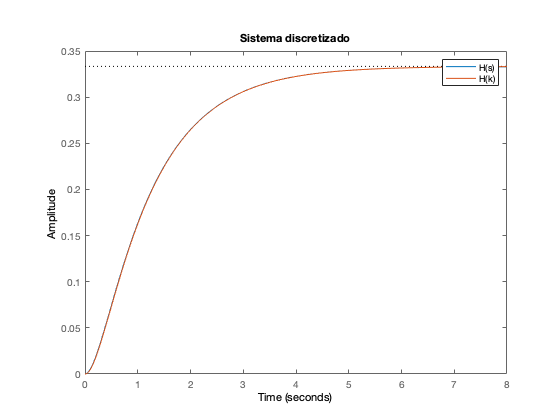 Sistema discretizado
0.35
0.3
0.25
0.2
0.15
0.1
0.05
0
H(s)
H(k)
Amplitude
0 1 2 3 4 5 6 7 8
Time (seconds)